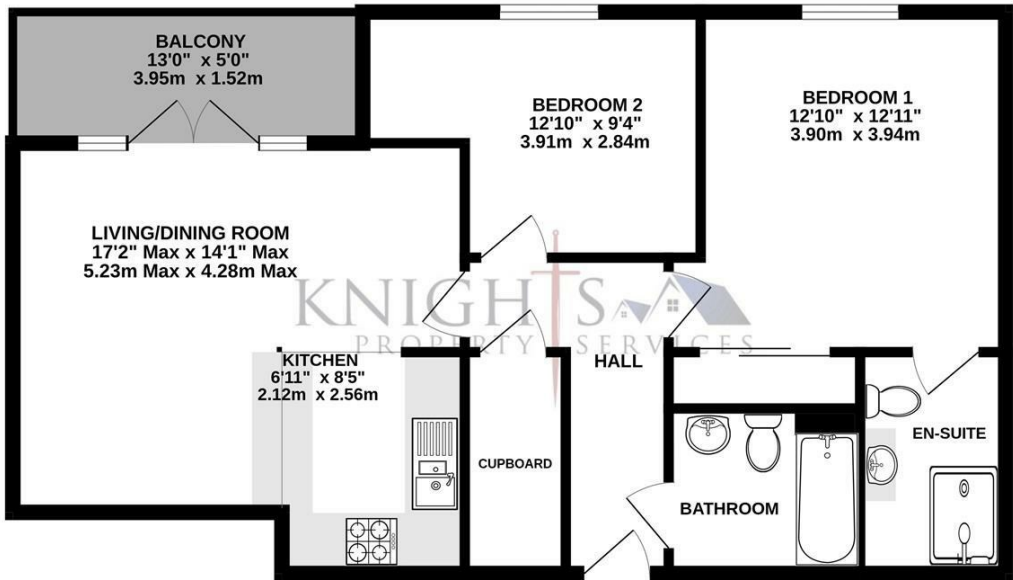 BALCONY
13'0" x 5'0"
3.95m x 1.52m
BEDROOM 2
12'10" x 9'4"
3.91m x 2.84m
BEDROOM 1
12'10" x 12'11"
3.90m x 3.94m
LIVING/DINING ROOM
17'2" Max x 14'1" Max
5.23m Max x 4.28m Max
KNIGHTS
PROPERTY SERVICES
KITCHEN
6'11" x 8'5"
2.12m x 2.56m
HALL
CUPBOARD
BATHROOM
EN-SUITE